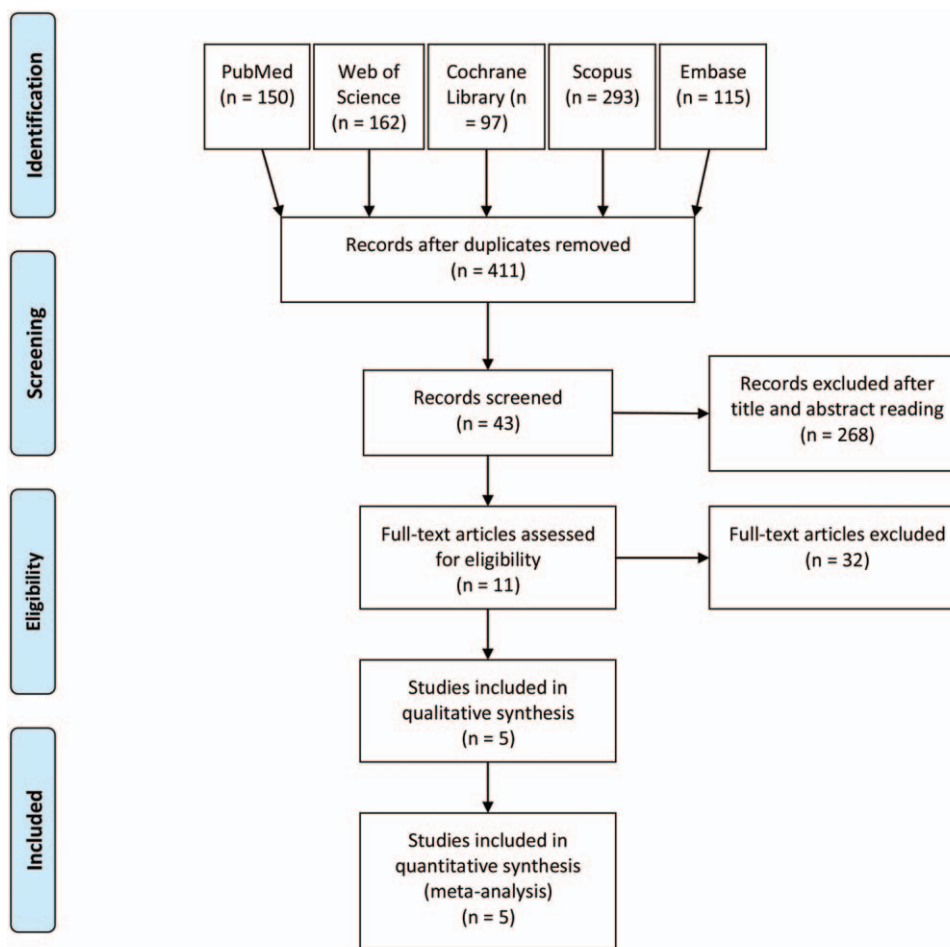 Identification
PubMed
(n = 150)
Web of
Science
(n = 162)
Cochrane
Library (n
= 97)
Scopus
(n = 293)
Embase
(n = 115)
Records after duplicates removed
(n = 411)
Screening
Records screened
(n = 43)
Records excluded after
title and abstract reading
(n = 268)
Eligibility
Full-text articles assessed
for eligibility
(n = 11)
Full-text articles excluded
(n = 32)
Studies included in
qualitative synthesis
(n = 5)
Included
Studies included in
quantitative synthesis
(meta-analysis)
(n = 5)